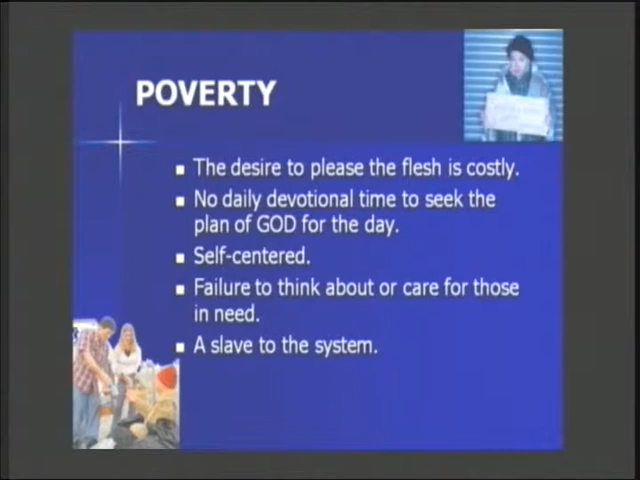 POVERTY
▪ The desire to please the flesh is costly.
▪ No daily devotional time to seek the
plan of GOD for the day.
▪ Self-centered.
▪ Failure to think about or care for those
in need.
▪ A slave to the system.